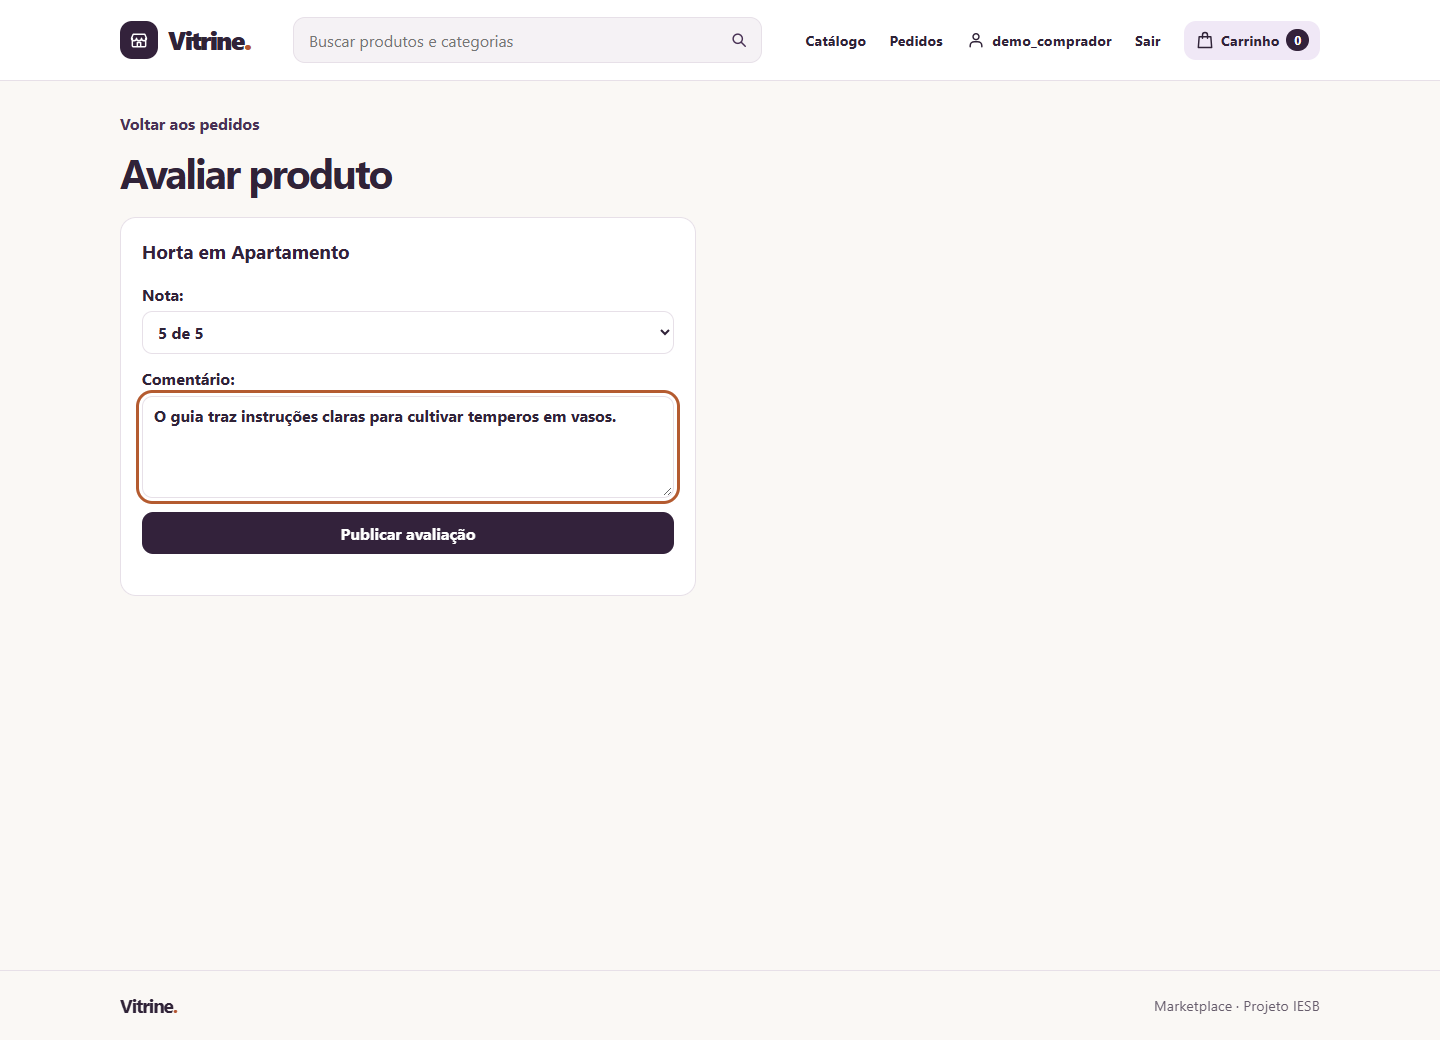 Vitrine.
Buscar produtos e categorias
Catálogo
Pedidos
demo_comprador
Sair
Carrinho 0
Voltar aos pedidos
Avaliar produto
Horta em Apartamento
Nota:
5 de 5
Comentário:
O guia traz instruções claras para cultivar temperos em vasos.
Publicar avaliação
Vitrine.
Marketplace · Projeto IESB